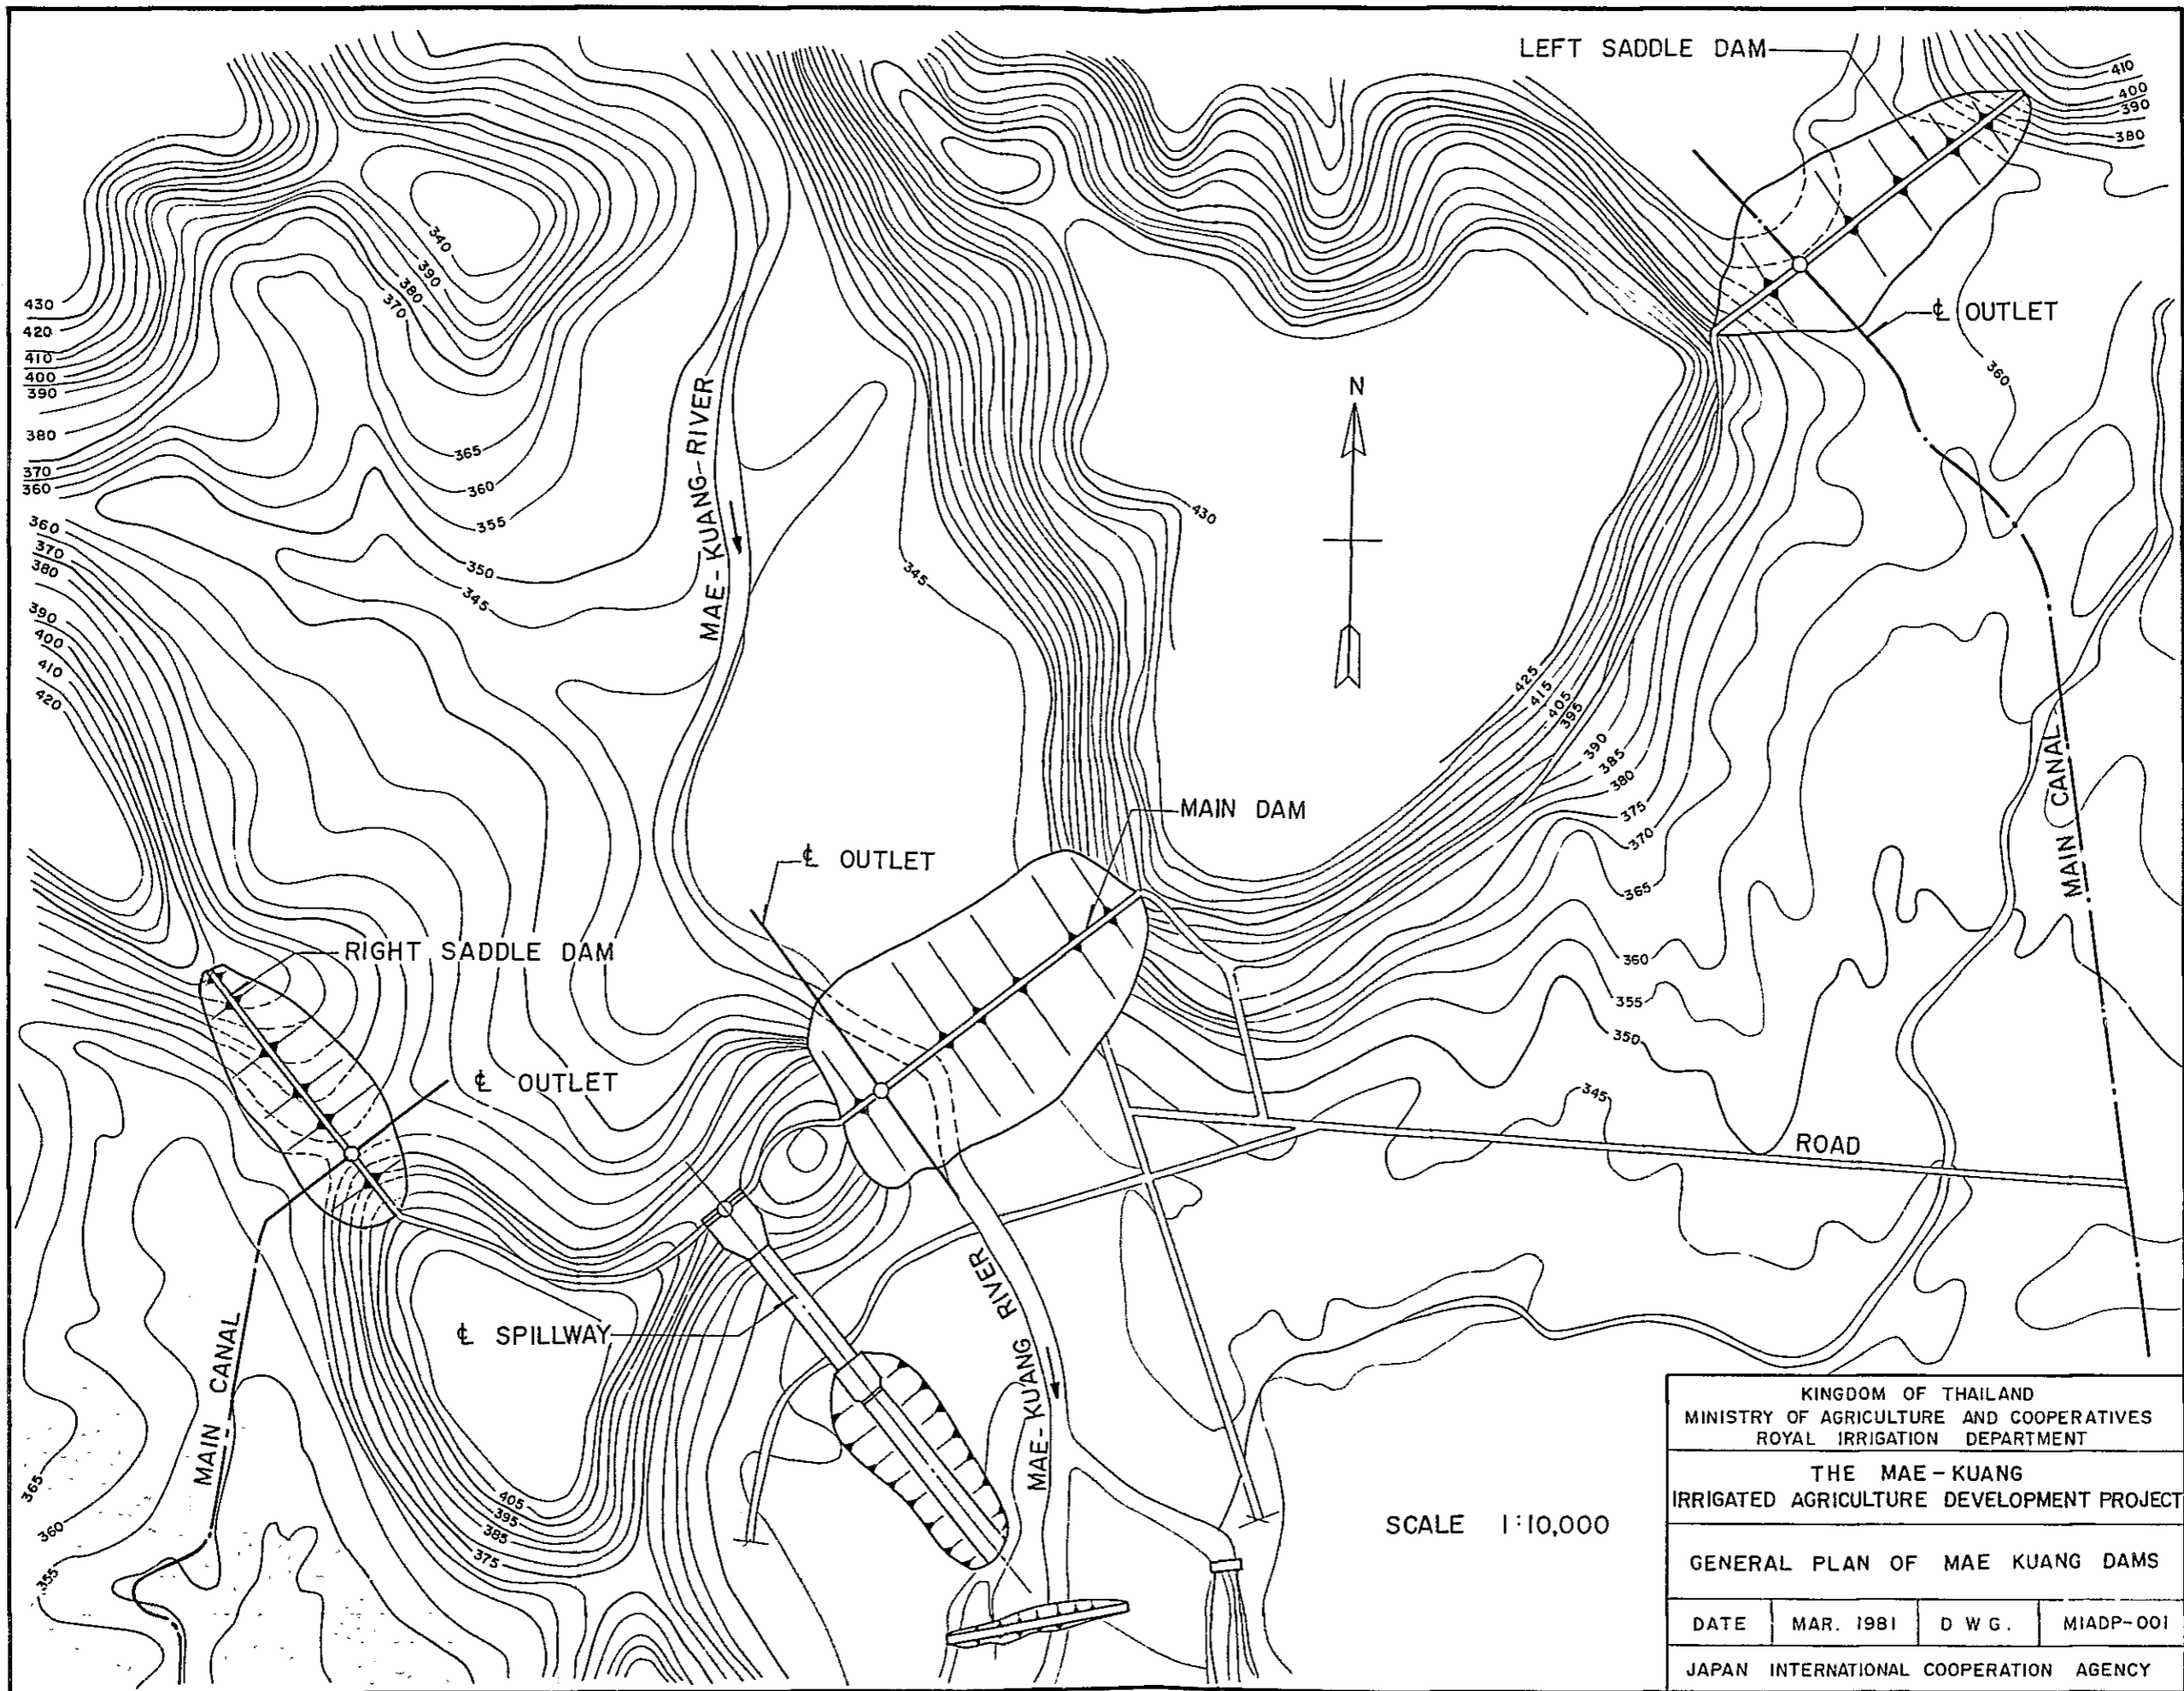 LEFT SADDLE DAM
410
400
390
380
℄ OUTLET
360
340
390
380
370
430
420
410
400
390
380
370
360
365
360
355
350
345
360
370
380
390
400
410
420
MAE-KUANG-RIVER
345
N
430
425
415
405
395
390
385
380
375
370
365
360
355
350
345
MAIN CANAL
MAIN DAM
℄ OUTLET
RIGHT SADDLE DAM
℄ OUTLET
ROAD
MAE-KUANG RIVER
℄ SPILLWAY
MAIN CANAL
405
395
385
375
365
360
355
SCALE 1:10,000
KINGDOM OF THAILAND
MINISTRY OF AGRICULTURE AND COOPERATIVES
ROYAL IRRIGATION DEPARTMENT
THE MAE-KUANG
IRRIGATED AGRICULTURE DEVELOPMENT PROJECT
GENERAL PLAN OF MAE KUANG DAMS
DATE MAR. 1981 D W G. MIADP-001
JAPAN INTERNATIONAL COOPERATION AGENCY